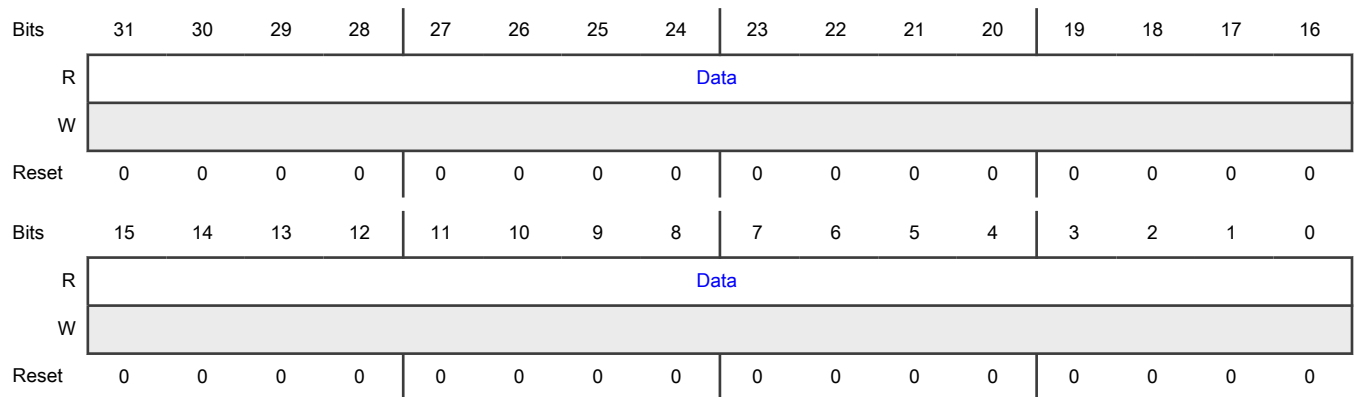 Bits 31 30 29 28 27 26 25 24 23 22 21 20 19 18 17 16
R Data
W
Reset 0 0 0 0 0 0 0 0 0 0 0 0 0 0 0 0
Bits 15 14 13 12 11 10 9 8 7 6 5 4 3 2 1 0
R Data
W
Reset 0 0 0 0 0 0 0 0 0 0 0 0 0 0 0 0